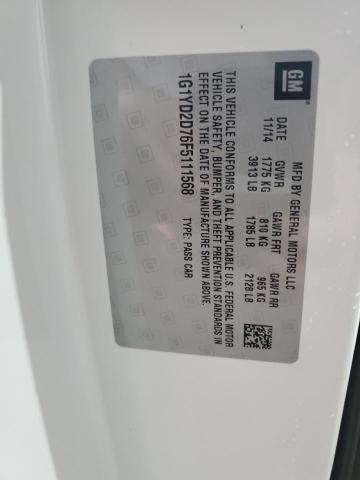 GM
MFD BY GENERAL MOTORS LLC
DATE GVWR GAWR FRT GAWR RR
11/14 1775 KG 810 KG 965 KG
3913 LB 1785 LB 2128 LB
THIS VEHICLE CONFORMS TO ALL APPLICABLE U.S. FEDERAL MOTOR
VEHICLE SAFETY, BUMPER, AND THEFT PREVENTION STANDARDS IN
EFFECT ON THE DATE OF MANUFACTURE SHOWN ABOVE.
1G1YD2D76F5111568 TYPE: PASS CAR